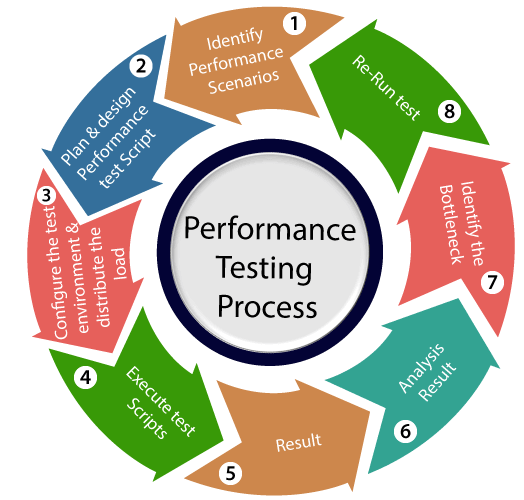 Performance
Testing
Process
1
Identify
Performance
Scenarios
2
Plan & design
Performance
test Script
3
Configure the test
environment &
distribute the
load
4
Execute test
Scripts
5
Result
6
Analysis
Result
7
Identify the
Bottleneck
8
Re-Run test